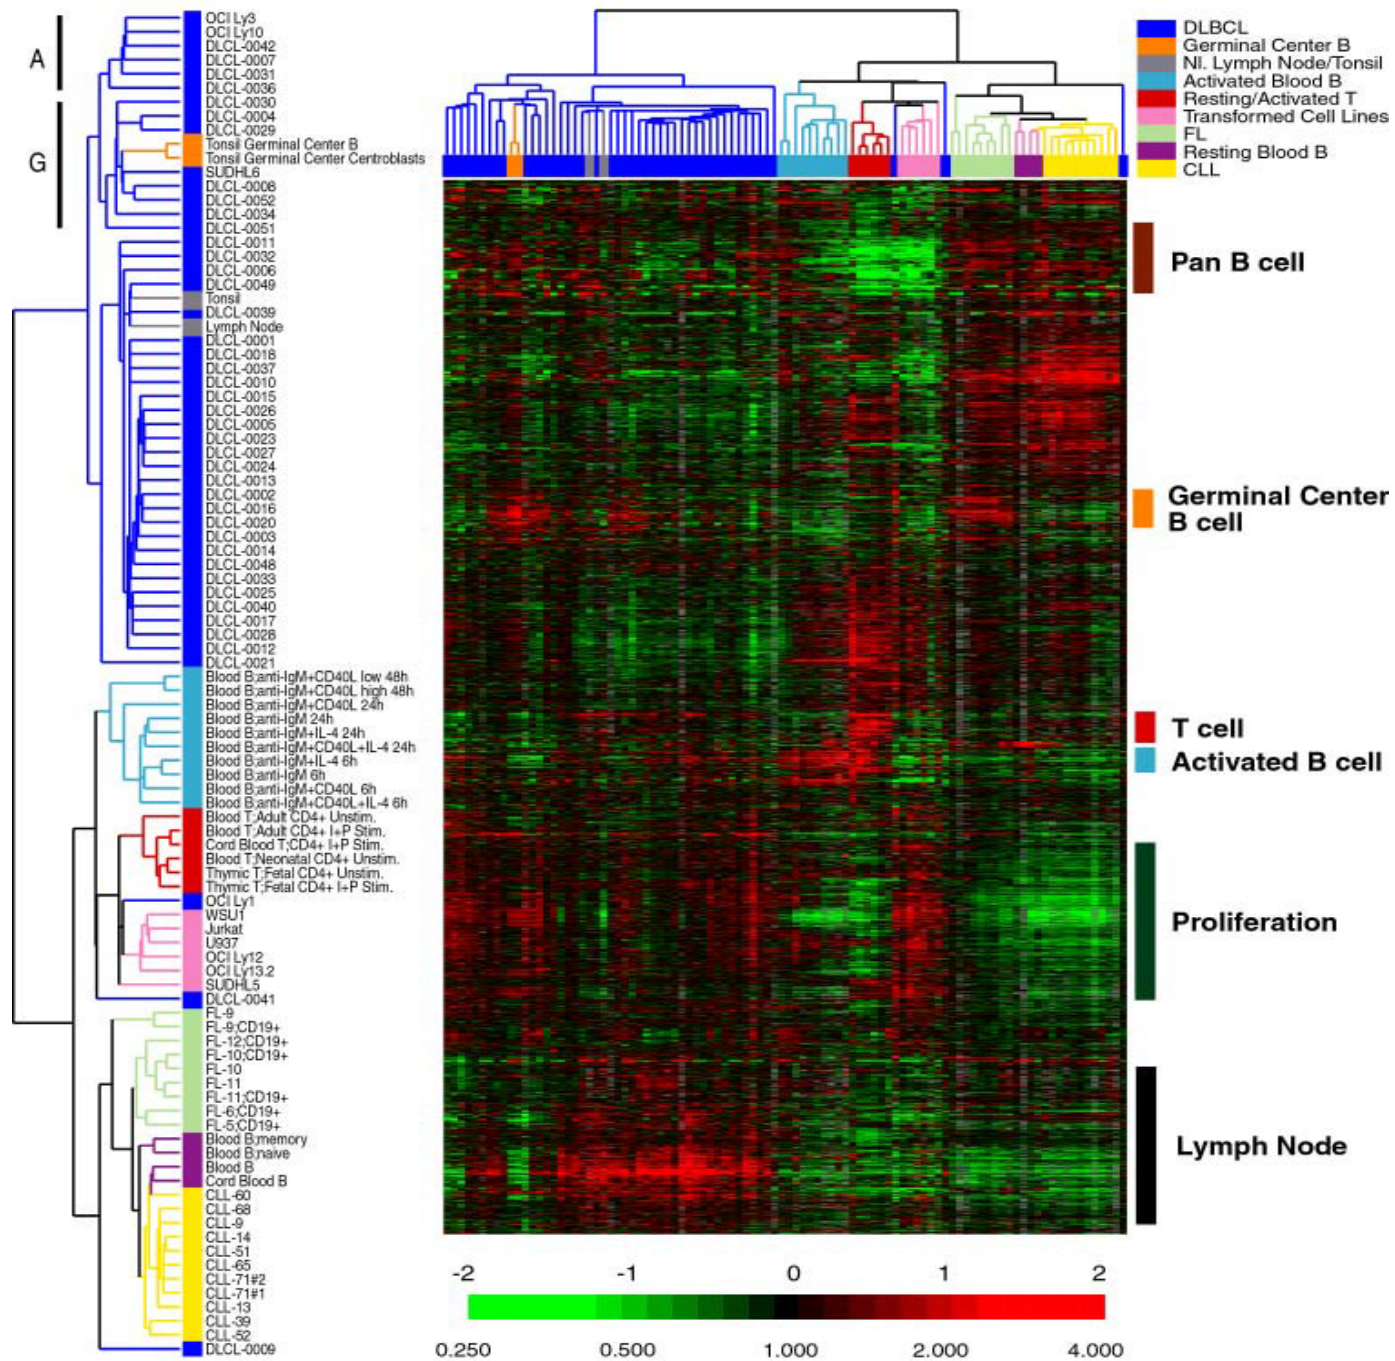 A
G
OCI Ly3
OCI Ly10
DLCL-0042
DLCL-0007
DLCL-0031
DLCL-0036
DLCL-0030
DLCL-0004
DLCL-0029
Tonsil Germinal Center B
Tonsil Germinal Center Centroblasts
SUDHL6
DLCL-0008
DLCL-0052
DLCL-0034
DLCL-0051
DLCL-0011
DLCL-0032
DLCL-0006
DLCL-0049
Tonsil
DLCL-0039
Lymph Node
DLCL-0001
DLCL-0018
DLCL-0037
DLCL-0010
DLCL-0015
DLCL-0026
DLCL-0005
DLCL-0023
DLCL-0027
DLCL-0024
DLCL-0013
DLCL-0002
DLCL-0016
DLCL-0020
DLCL-0003
DLCL-0014
DLCL-0048
DLCL-0033
DLCL-0025
DLCL-0040
DLCL-0017
DLCL-0028
DLCL-0012
DLCL-0021
Blood B;anti-IgM+CD40L low 48h
Blood B;anti-IgM+CD40L high 48h
Blood B;anti-IgM+CD40L 24h
Blood B;anti-IgM 24h
Blood B;anti-IgM+IL-4 24h
Blood B;anti-IgM+CD40L+IL-4 24h
Blood B;anti-IgM+IL-4 6h
Blood B;anti-IgM 6h
Blood B;anti-IgM+CD40L 6h
Blood B;anti-IgM+CD40L+IL-4 6h
Blood T;Adult CD4+ Unstim.
Blood T;Adult CD4+ I+P Stim.
Cord Blood T;CD4+ I+P Stim.
Blood T;Neonatal CD4+ Unstim.
Thymic T;Fetal CD4+ Unstim.
Thymic T;Fetal CD4+ I+P Stim.
OCI Ly1
WSU1
Jurkat
U937
OCI Ly12
OCI Ly13.2
SUDHL5
DLCL-0041
FL-9
FL-9;CD19+
FL-12;CD19+
FL-10;CD19+
FL-10
FL-11
FL-11;CD19+
FL-6;CD19+
FL-5;CD19+
Blood B;memory
Blood B;naive
Blood B
Cord Blood B
CLL-60
CLL-68
CLL-9
CLL-14
CLL-51
CLL-65
CLL-71#2
CLL-71#1
CLL-13
CLL-39
CLL-52
DLCL-0009
DLBCL
Germinal Center B
Nl. Lymph Node/Tonsil
Activated Blood B
Resting/Activated T
Transformed Cell Lines
FL
Resting Blood B
CLL
Pan B cell
Germinal Center
B cell
T cell
Activated B cell
Proliferation
Lymph Node
-2 -1 0 1 2
0.250 0.500 1.000 2.000 4.000